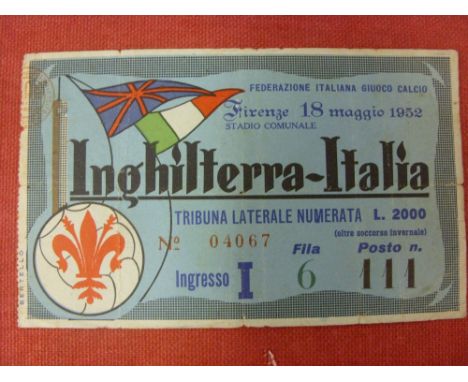 FEDERAZIONE ITALIANA GIUOCO CALCIO
Firenze 18 maggio 1952
STADIO COMUNALE
Inghilterra-Italia
TRIBUNA LATERALE NUMERATA L. 2000
(oltre soccorso invernale)
No 04067
Fila Posto n.
Ingresso I 6 111
BERTELLO